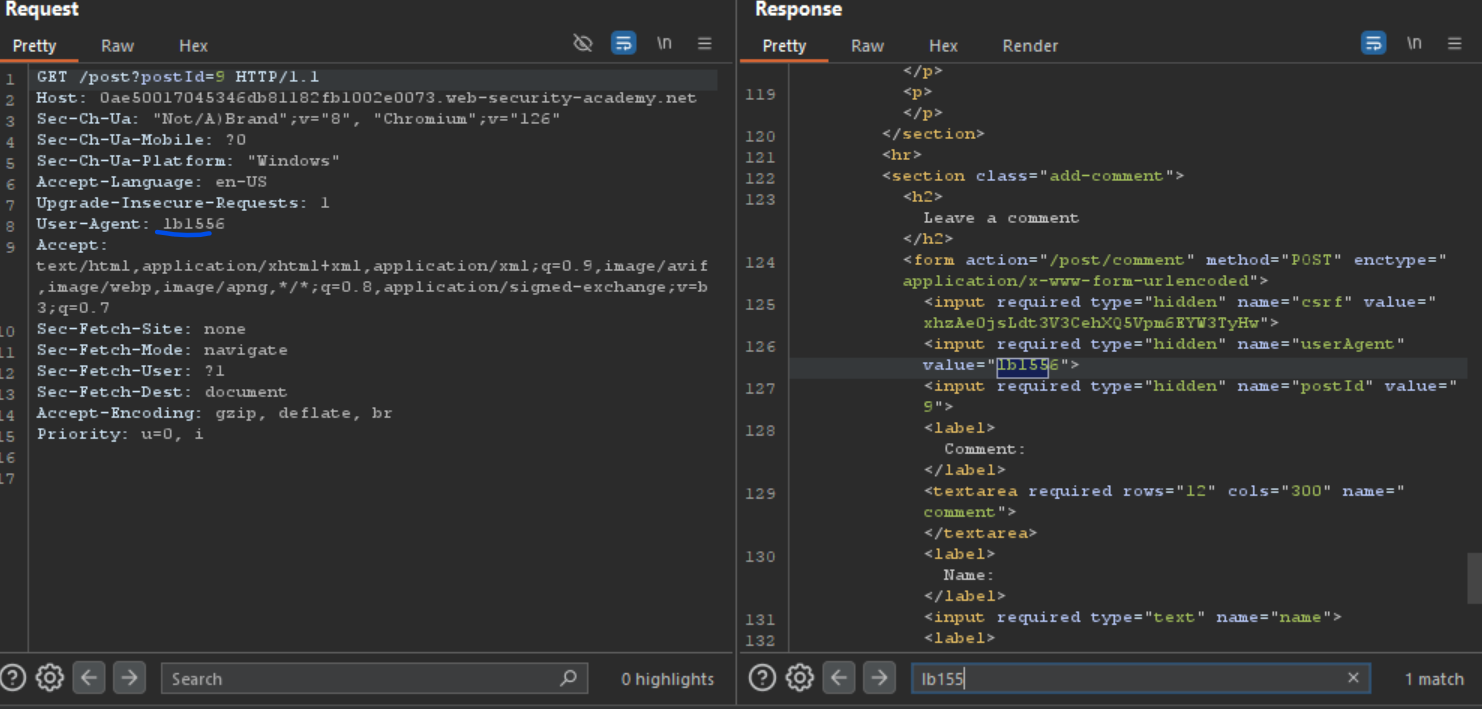 Request
Pretty Raw Hex \n
1 GET /post?postId=9 HTTP/1.1
2 Host: 0ae50017045346db81182fb1002e0073.web-security-academy.net
3 Sec-Ch-Ua: "Not/A)Brand";v="8", "Chromium";v="126"
4 Sec-Ch-Ua-Mobile: ?0
5 Sec-Ch-Ua-Platform: "Windows"
6 Accept-Language: en-US
7 Upgrade-Insecure-Requests: 1
8 User-Agent: lb1556
9 Accept:
text/html,application/xhtml+xml,application/xml;q=0.9,image/avif
,image/webp,image/apng,*/*;q=0.8,application/signed-exchange;v=b
3;q=0.7
10 Sec-Fetch-Site: none
11 Sec-Fetch-Mode: navigate
12 Sec-Fetch-User: ?1
13 Sec-Fetch-Dest: document
14 Accept-Encoding: gzip, deflate, br
15 Priority: u=0, i
16
17
? Search 0 highlights
Response
Pretty Raw Hex Render \n
</p>
119 <p>
</p>
120 </section>
121 <hr>
122 <section class="add-comment">
123 <h2>
Leave a comment
</h2>
124 <form action="/post/comment" method="POST" enctype="
application/x-www-form-urlencoded">
125 <input required type="hidden" name="csrf" value="
xhzAe0jsLdt3V3CehXQ5Vpm6EYW3TyHw">
126 <input required type="hidden" name="userAgent"
value="lb1556">
127 <input required type="hidden" name="postId" value="
9">
128 <label>
Comment:
</label>
129 <textarea required rows="12" cols="300" name="
comment">
</textarea>
130 <label>
Name:
</label>
131 <input required type="text" name="name">
132 <label>
? lb155 1 match